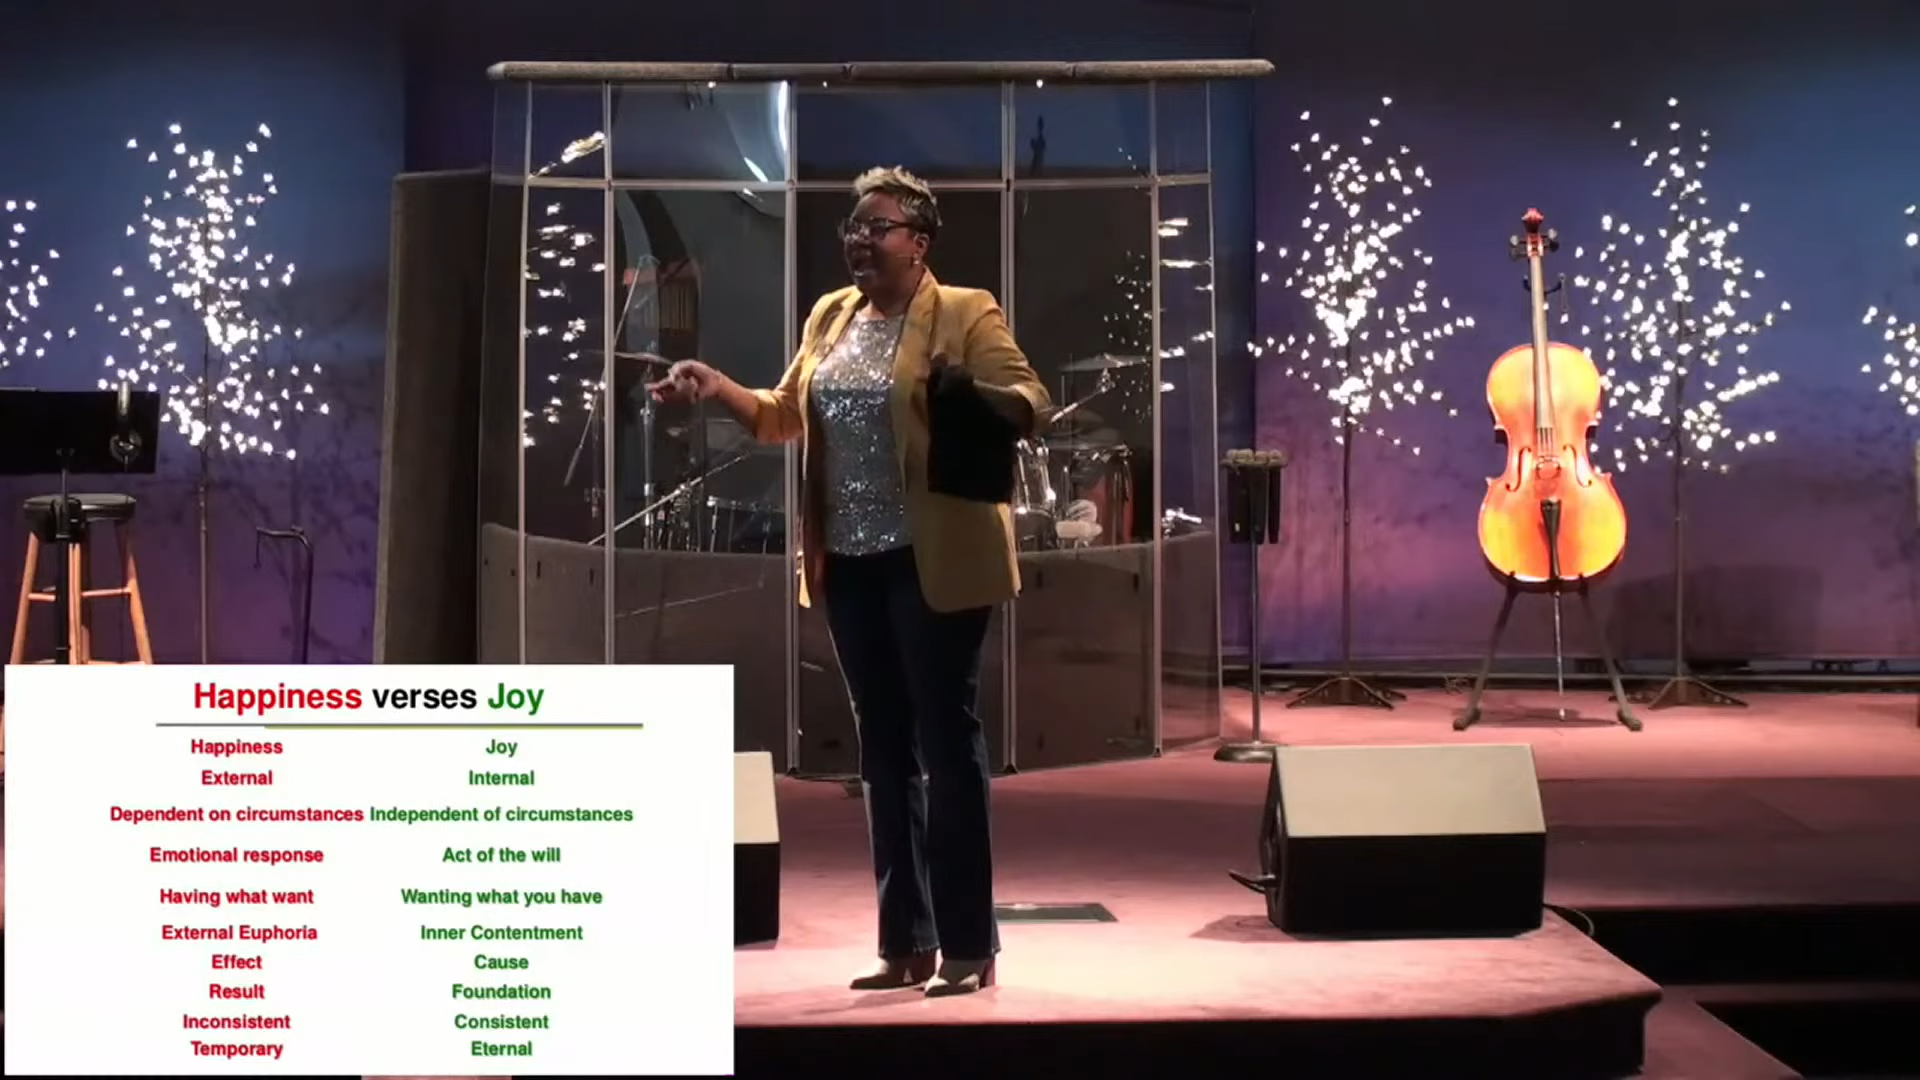 Happiness verses Joy
Happiness Joy
External Internal
Dependent on circumstances Independent of circumstances
Emotional response Act of the will
Having what want Wanting what you have
External Euphoria Inner Contentment
Effect Cause
Result Foundation
Inconsistent Consistent
Temporary Eternal